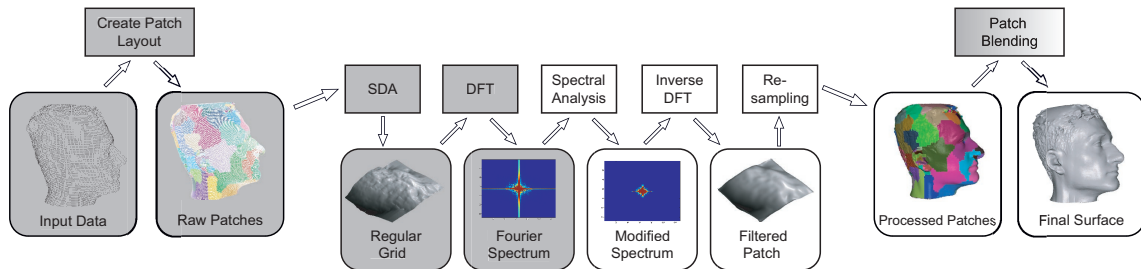 Create Patch
Layout
Patch
Blending
SDA
DFT
Spectral
Analysis
Inverse
DFT
Re-
sampling
Input Data
Raw Patches
Regular
Grid
Fourier
Spectrum
Modified
Spectrum
Filtered
Patch
Processed Patches
Final Surface